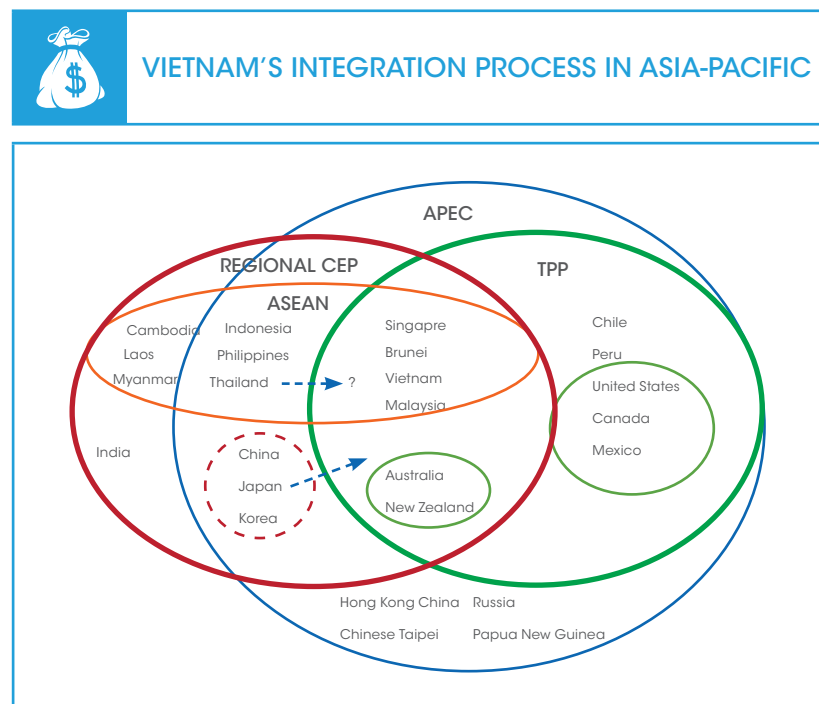 $
VIETNAM'S INTEGRATION PROCESS IN ASIA-PACIFIC
APEC
REGIONAL CEP
TPP
ASEAN
Cambodia
Laos
Myanmar
Indonesia
Philippines
Thailand
?
Singapre
Brunei
Vietnam
Malaysia
Chile
Peru
United States
Canada
Mexico
India
China
Japan
Korea
Australia
New Zealand
Hong Kong China
Russia
Chinese Taipei
Papua New Guinea